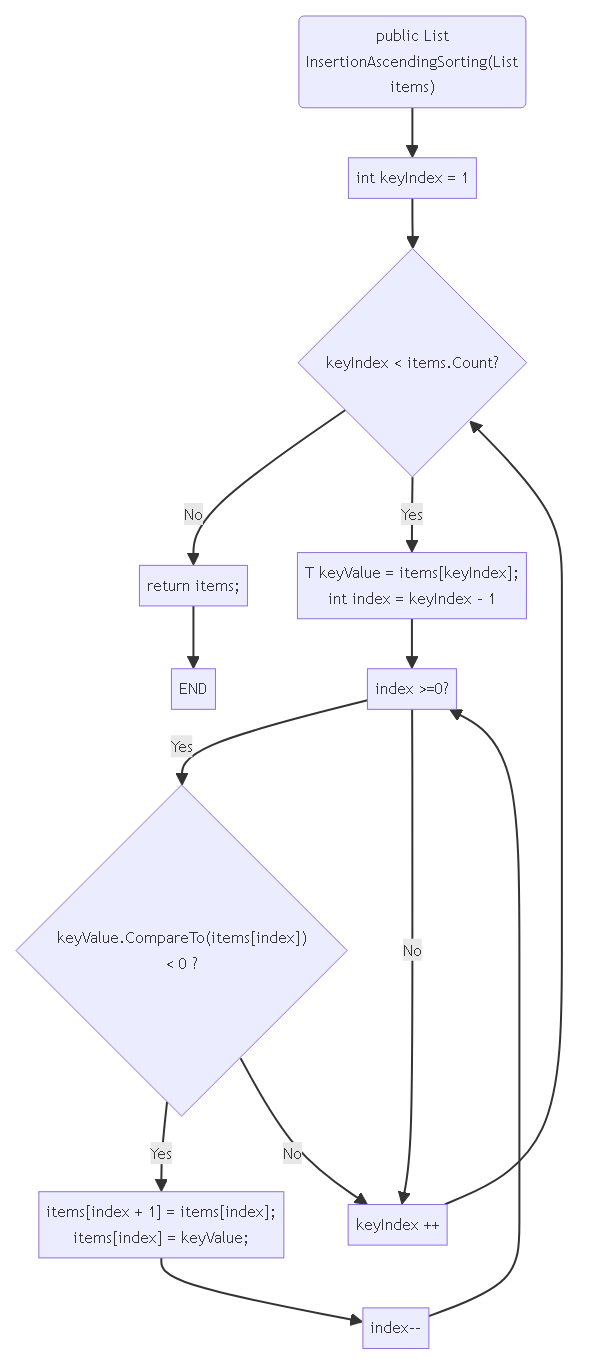 public List
InsertionAscendingSorting(List
items)
int keyIndex = 1
keyIndex < items.Count?
No
Yes
return items;
T keyValue = items[keyIndex];
int index = keyIndex - 1
END
index >=0?
Yes
keyValue.CompareTo(items[index])
< 0 ?
No
Yes
No
items[index + 1] = items[index];
items[index] = keyValue;
keyIndex ++
index--